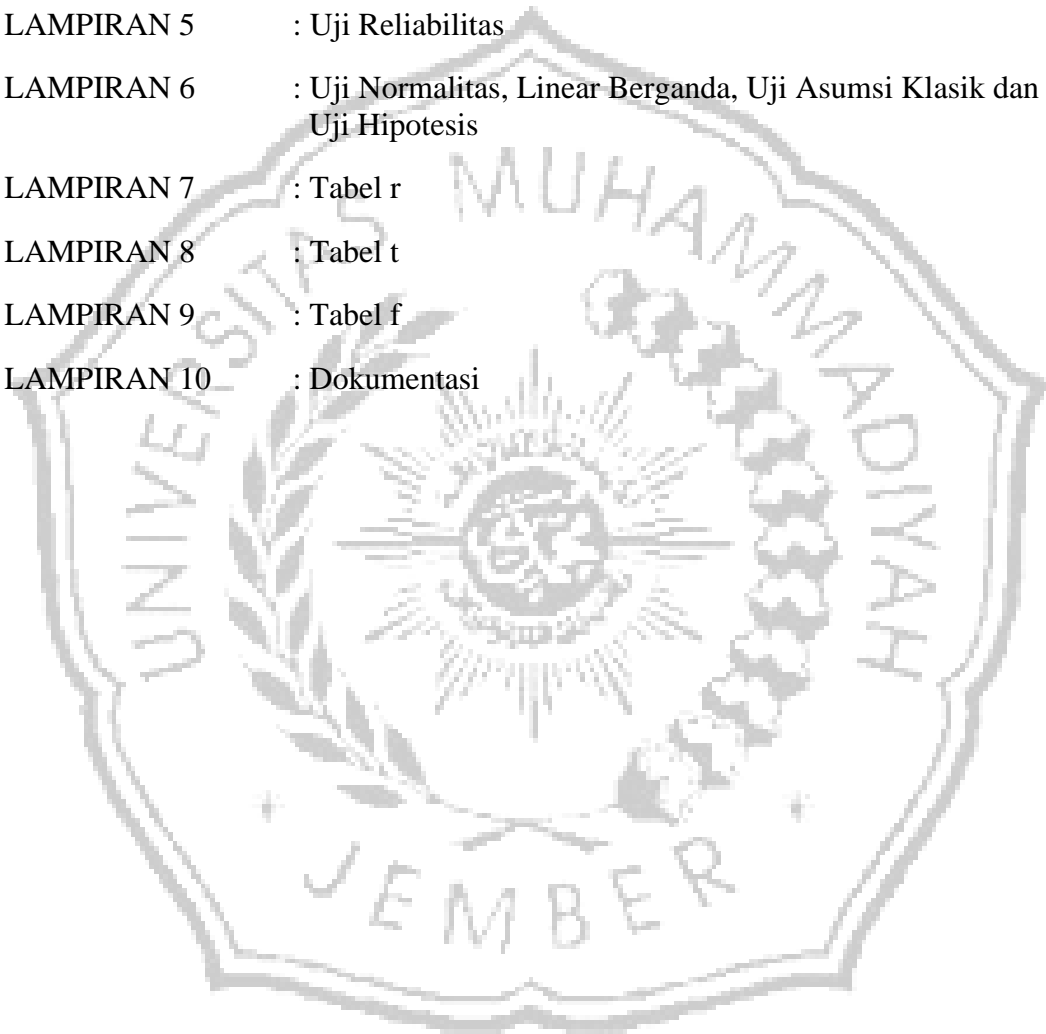 LAMPIRAN 5 : Uji Reliabilitas
LAMPIRAN 6 : Uji Normalitas, Linear Berganda, Uji Asumsi Klasik dan
Uji Hipotesis
LAMPIRAN 7 : Tabel r
LAMPIRAN 8 : Tabel t
LAMPIRAN 9 : Tabel f
LAMPIRAN 10 : Dokumentasi
UNIVERSITAS MUHAMMADIYAH
JEMBER